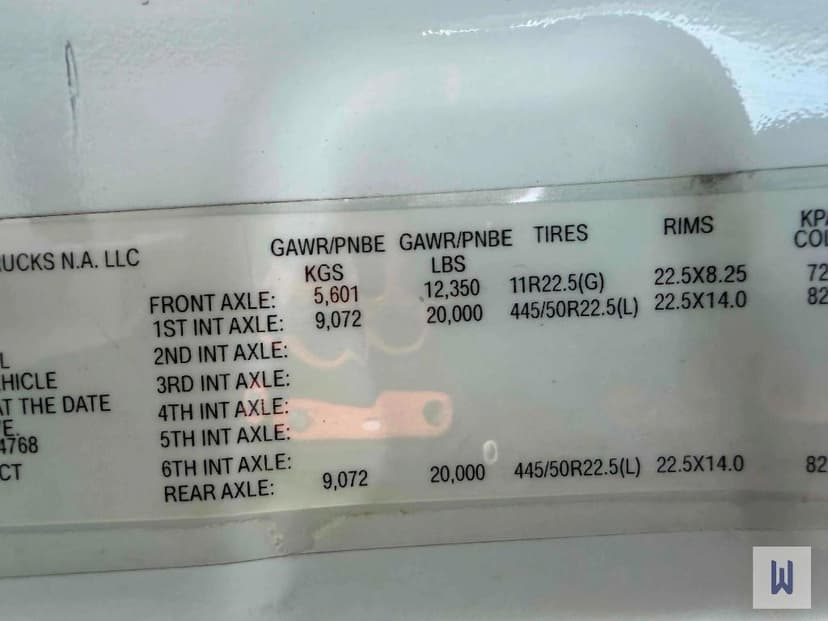 UCKS N.A. LLC
GAWR/PNBE GAWR/PNBE TIRES RIMS KPA
KGS LBS
FRONT AXLE: 5,601 12,350 11R22.5(G) 22.5X8.25 72
1ST INT AXLE: 9,072 20,000 445/50R22.5(L) 22.5X14.0 82
2ND INT AXLE:
3RD INT AXLE:
AT THE DATE 4TH INT AXLE:
5TH INT AXLE:
4768
6TH INT AXLE:
REAR AXLE: 9,072 20,000 445/50R22.5(L) 22.5X14.0 82
W